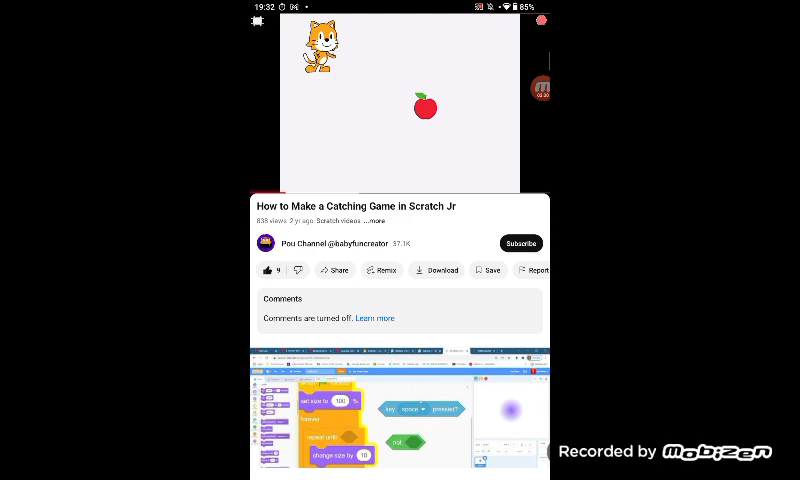 19:32
85%
How to Make a Catching Game in Scratch Jr
838 views 2 yr ago Scratch videos ...more
Pou Channel @babyfuncreator 37.1K
Subscribe
9
Share
Remix
Download
Save
Report
Comments
Comments are turned off. Learn more
set size to 100 %
key space pressed?
forever
repeat until
not
change size by 10
Recorded by Mobizen